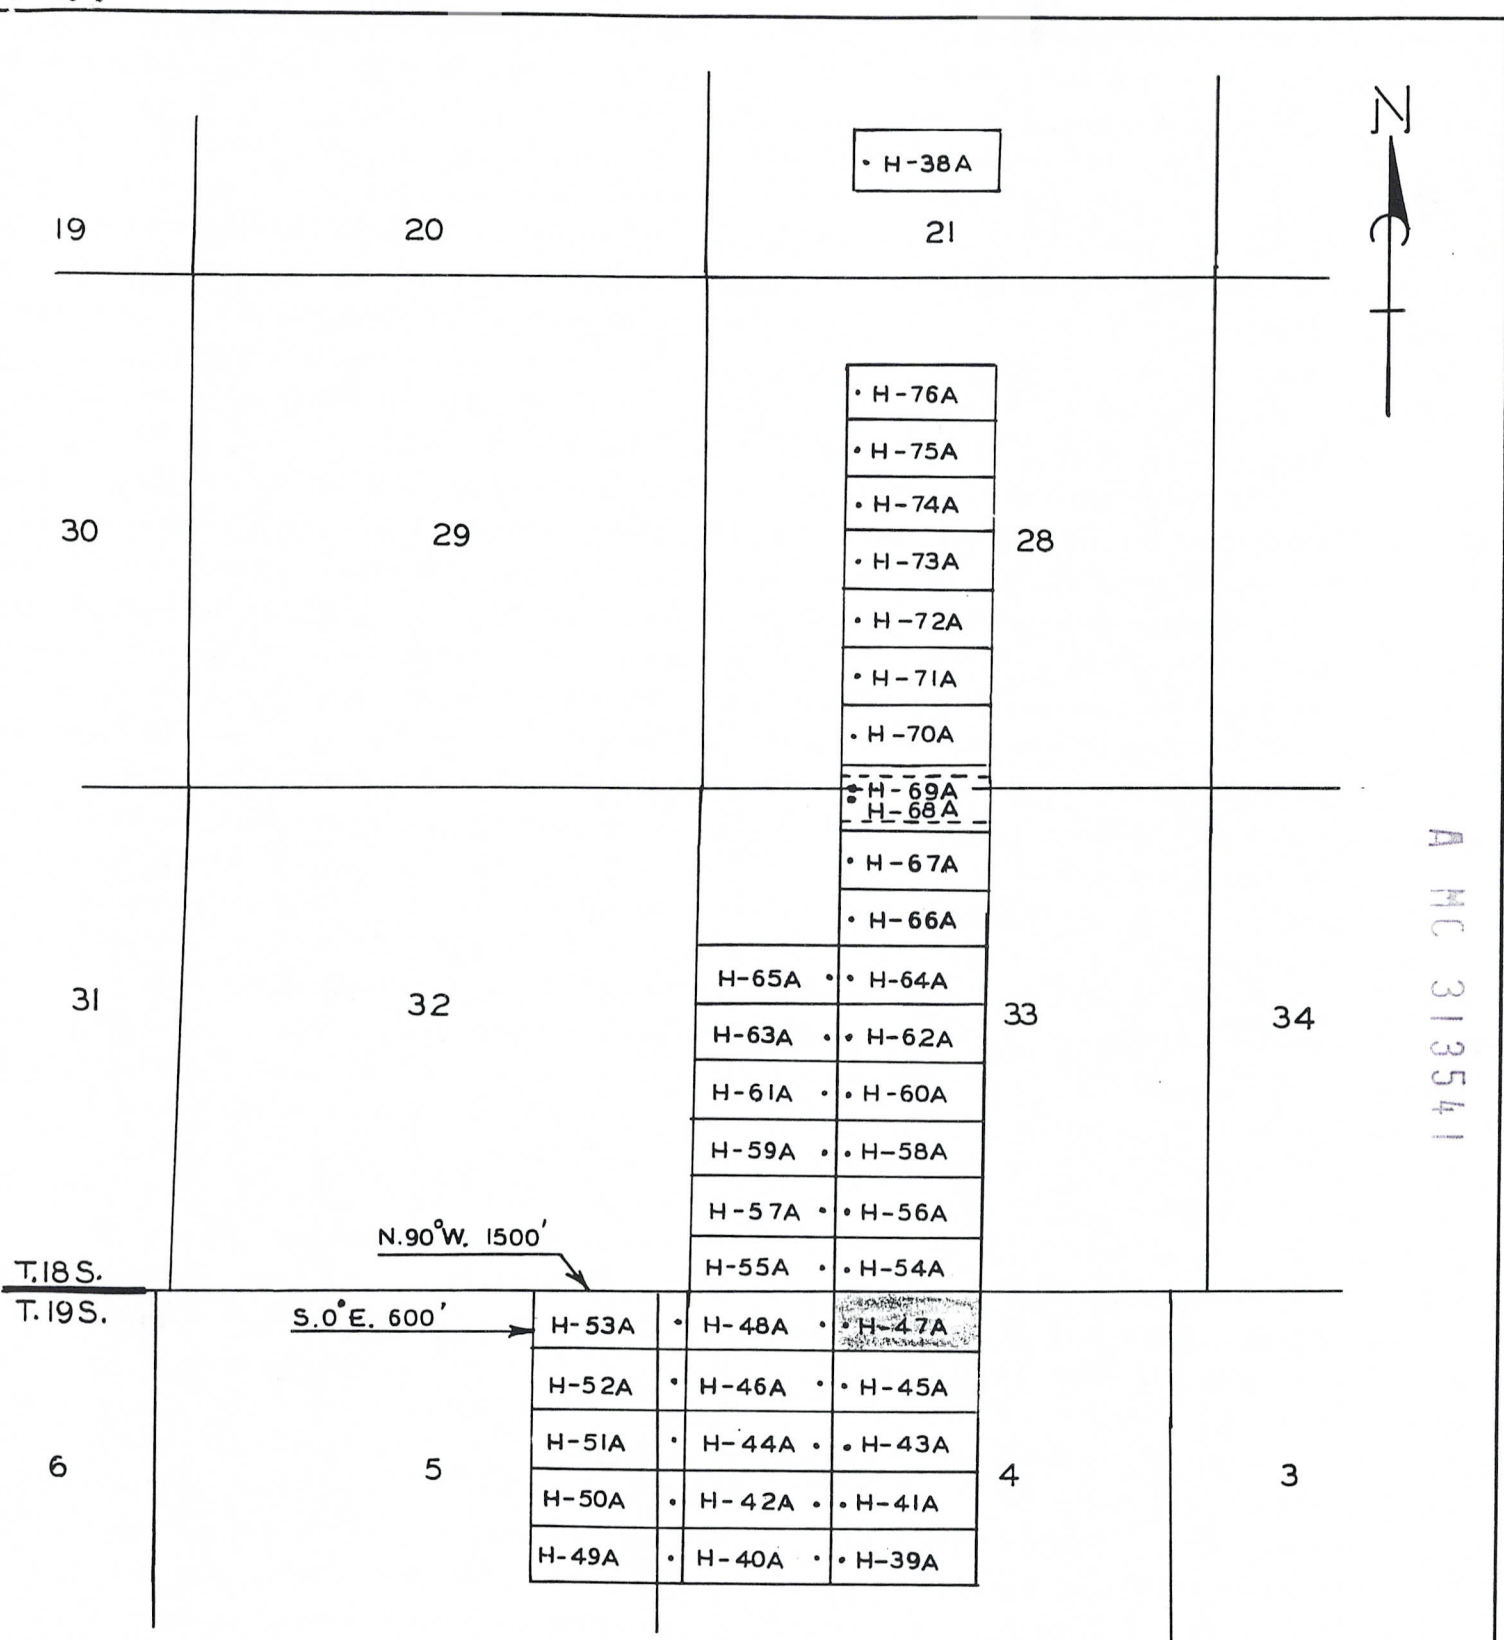 N
H-38A
19 20 21
H-76A
H-75A
H-74A
30 29 H-73A 28
H-72A
H-71A
H-70A
H-69A
H-68A
H-67A
H-66A
H-65A H-64A
31 32 33 34
H-63A H-62A
H-61A H-60A
H-59A H-58A
H-57A H-56A
N.90°W. 1500'
H-55A H-54A
T.18S.
T.19S.
S.0°E. 600' H-53A H-48A H-47A
H-52A H-46A H-45A
H-51A H-44A H-43A
6 5 4 3
H-50A H-42A H-41A
H-49A H-40A H-39A
A MC 313541